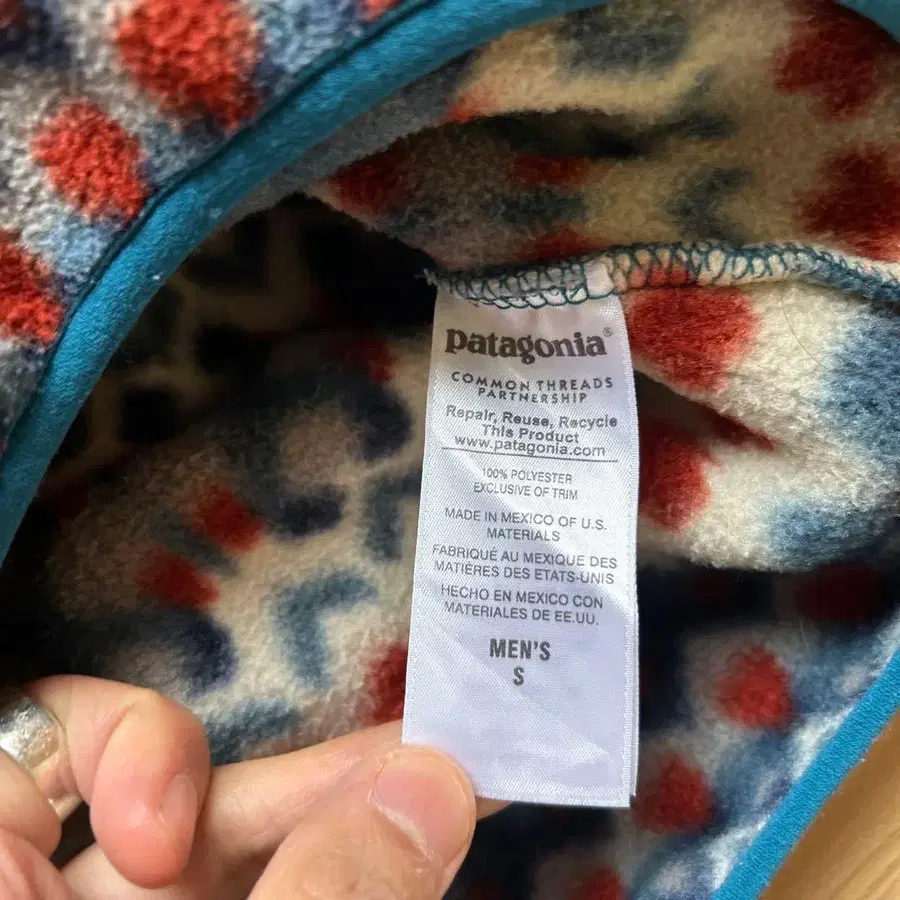 patagonia®
COMMON THREADS
PARTNERSHIP
Repair, Reuse, Recycle
This Product
www.patagonia.com
100% POLYESTER
EXCLUSIVE OF TRIM
MADE IN MEXICO OF U.S.
MATERIALS
FABRIQUÉ AU MEXIQUE DES
MATIÈRES DES ETATS-UNIS
HECHO EN MEXICO CON
MATERIALES DE EE.UU.
MEN'S
S